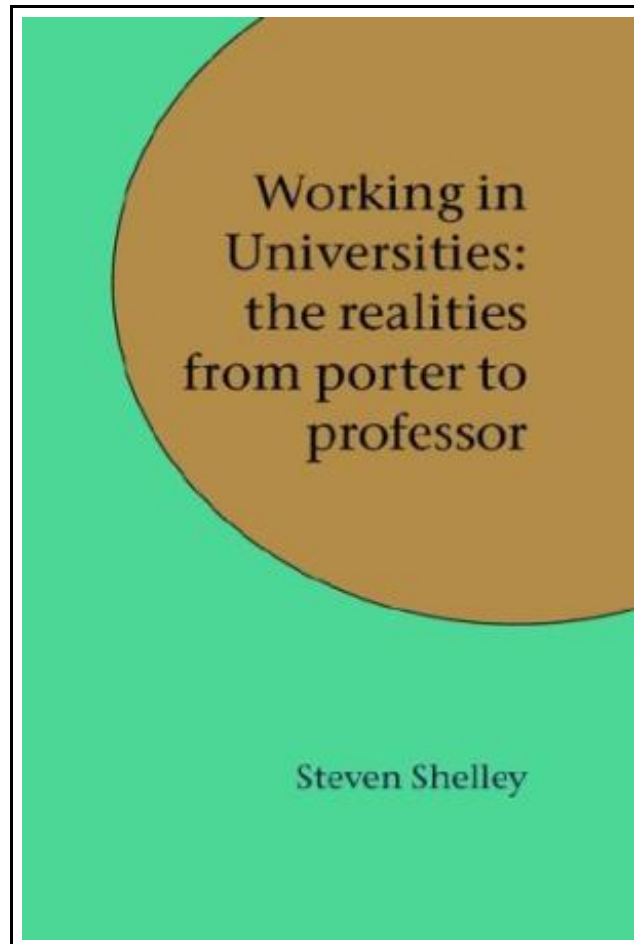 Working in
Universities:
the realities
from porter to
professor
Steven Shelley